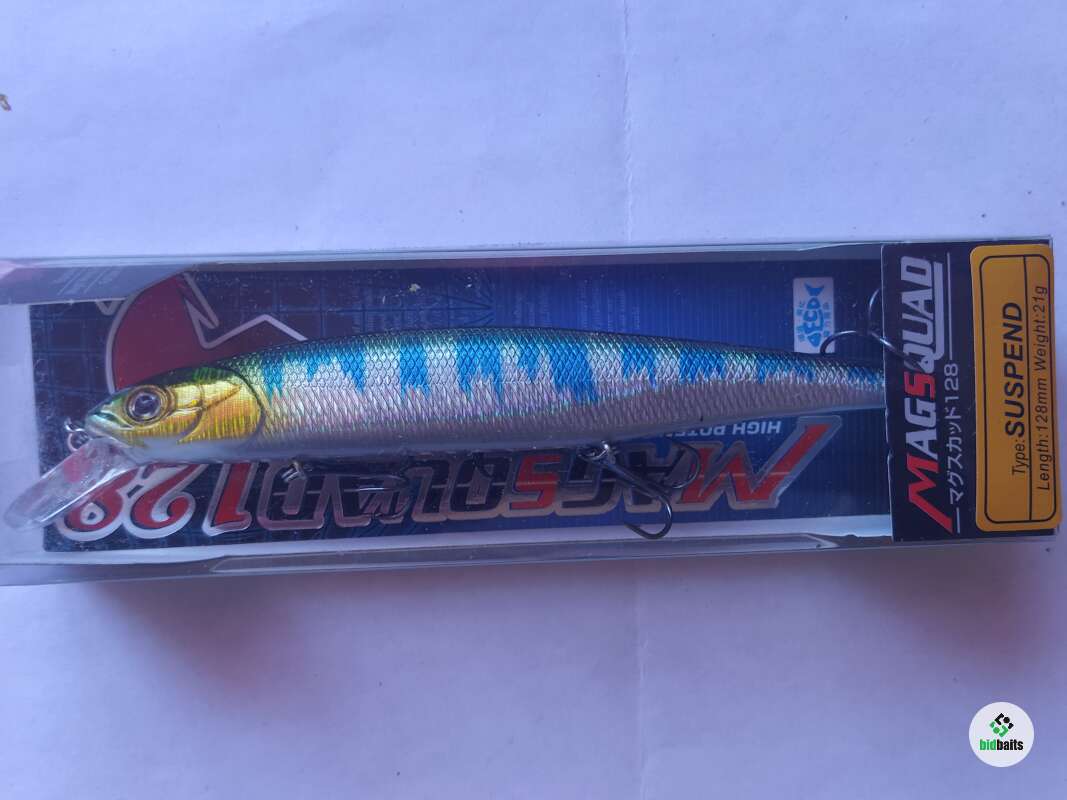 MAGSQUAD
マグスカッド128
Type:SUSPEND
Length:128mm Weight:21g
HIGH POTE
MAGSQUAD128
bidbaits